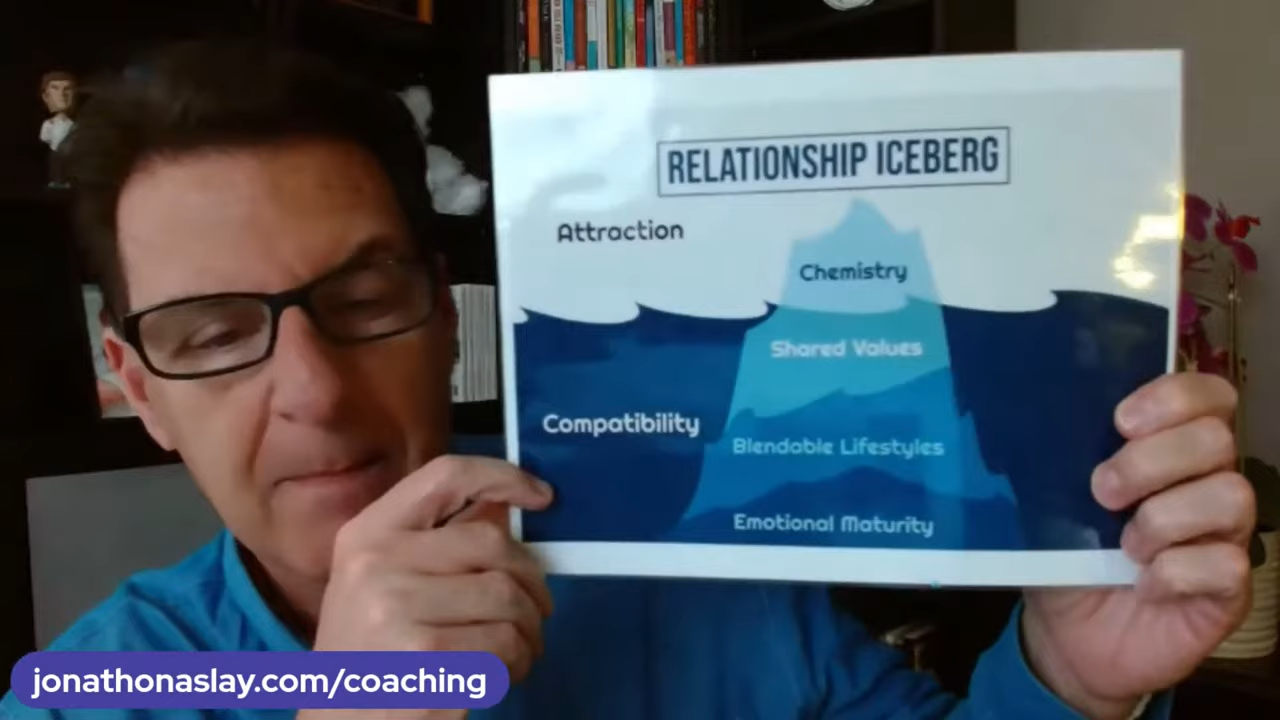 RELATIONSHIP ICEBERG
Attraction
Chemistry
Shared Values
Compatibility
Blendable Lifestyles
Emotional Maturity
jonathonaslay.com/coaching